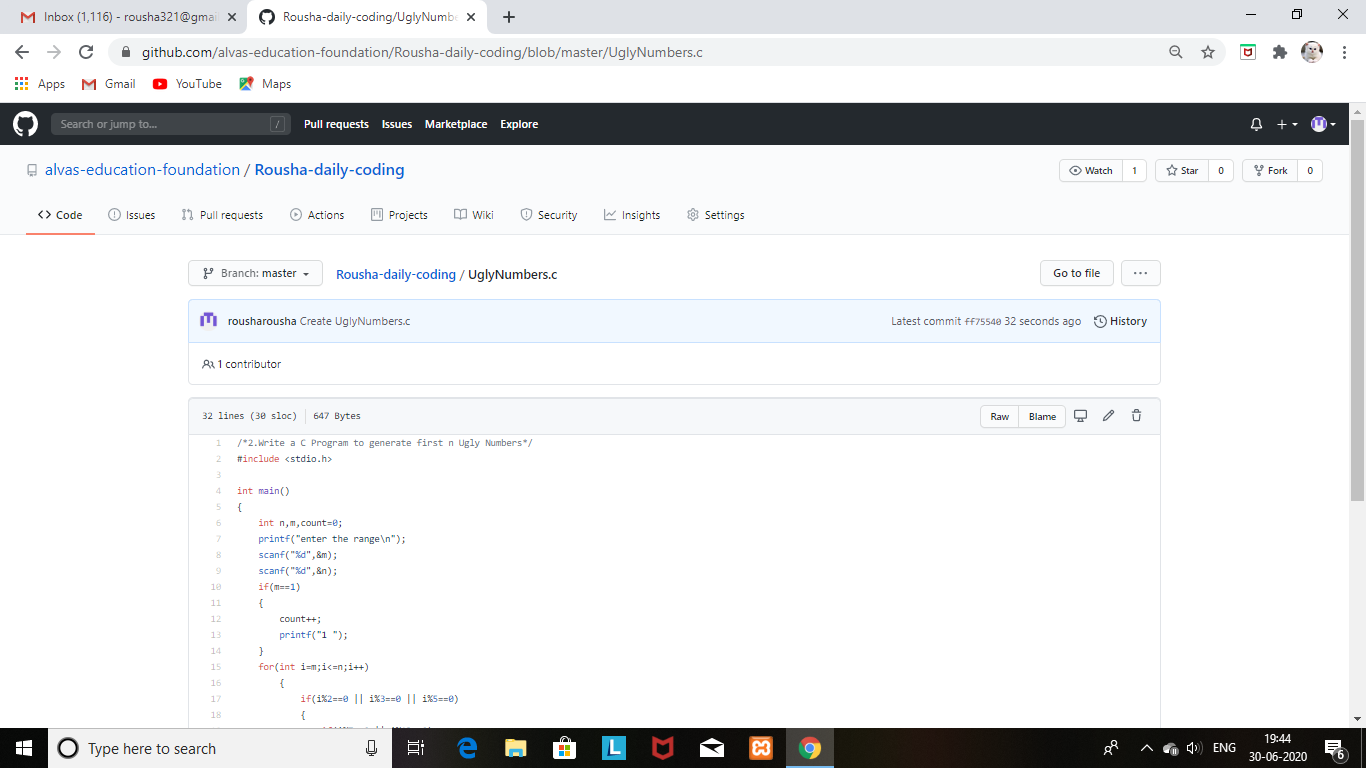 Inbox (1,116) - rousha321@gmai
Rousha-daily-coding/UglyNumbe
github.com/alvas-education-foundation/Rousha-daily-coding/blob/master/UglyNumbers.c
Apps Gmail YouTube Maps
Search or jump to... / Pull requests Issues Marketplace Explore
alvas-education-foundation / Rousha-daily-coding Watch 1 Star 0 Fork 0
Code Issues Pull requests Actions Projects Wiki Security Insights Settings
Branch: master Rousha-daily-coding / UglyNumbers.c Go to file ...
rousharousha Create UglyNumbers.c Latest commit ff75540 32 seconds ago History
1 contributor
32 lines (30 sloc) 647 Bytes Raw Blame
1 /*2.Write a C Program to generate first n Ugly Numbers*/
2 #include <stdio.h>
3
4 int main()
5 {
6 int n,m,count=0;
7 printf("enter the range\n");
8 scanf("%d",&m);
9 scanf("%d",&n);
10 if(m==1)
11 {
12 count++;
13 printf("1 ");
14 }
15 for(int i=m;i<=n;i++)
16 {
17 if(i%2==0 || i%3==0 || i%5==0)
18 {
Type here to search L ENG 19:44
30-06-2020 6